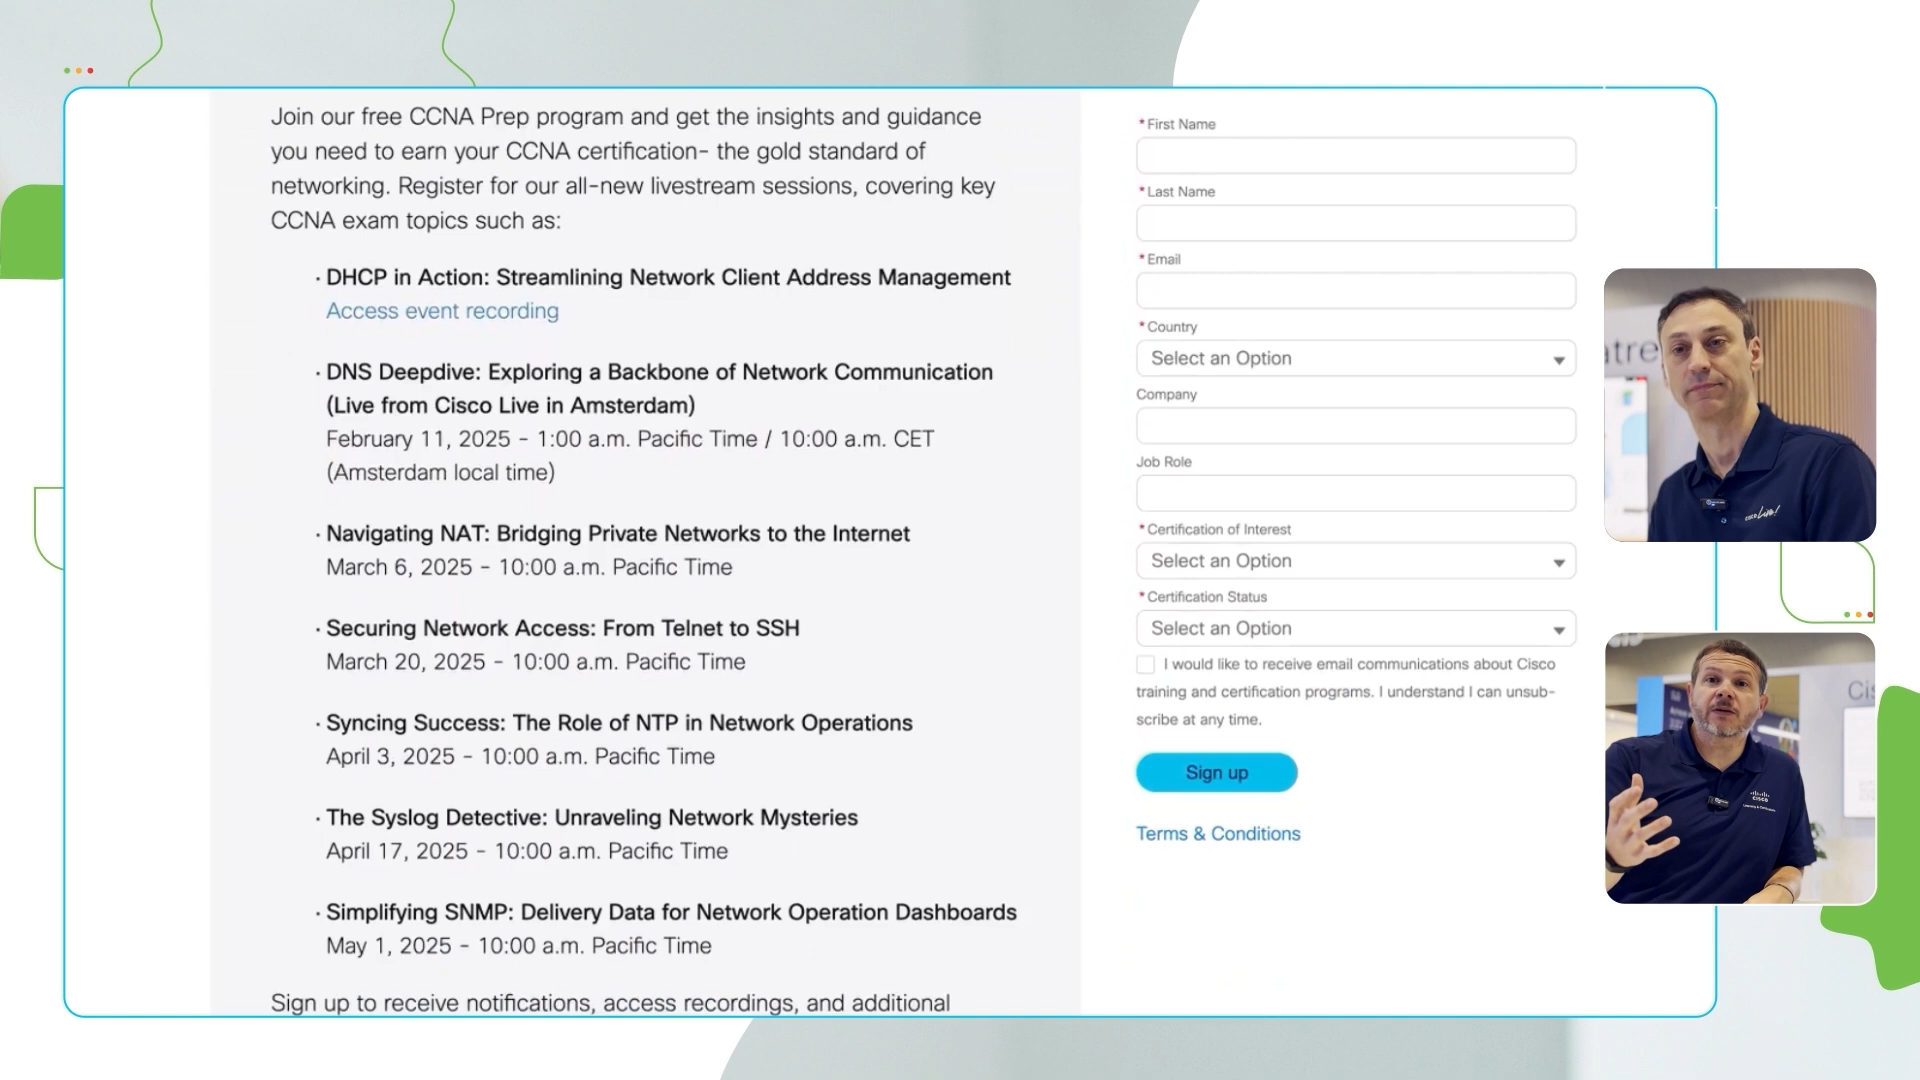 Join our free CCNA Prep program and get the insights and guidance
you need to earn your CCNA certification- the gold standard of
networking. Register for our all-new livestream sessions, covering key
CCNA exam topics such as:
· DHCP in Action: Streamlining Network Client Address Management
Access event recording
· DNS Deepdive: Exploring a Backbone of Network Communication
(Live from Cisco Live in Amsterdam)
February 11, 2025 - 1:00 a.m. Pacific Time / 10:00 a.m. CET
(Amsterdam local time)
· Navigating NAT: Bridging Private Networks to the Internet
March 6, 2025 - 10:00 a.m. Pacific Time
· Securing Network Access: From Telnet to SSH
March 20, 2025 - 10:00 a.m. Pacific Time
· Syncing Success: The Role of NTP in Network Operations
April 3, 2025 - 10:00 a.m. Pacific Time
· The Syslog Detective: Unraveling Network Mysteries
April 17, 2025 - 10:00 a.m. Pacific Time
· Simplifying SNMP: Delivery Data for Network Operation Dashboards
May 1, 2025 - 10:00 a.m. Pacific Time
Sign up to receive notifications, access recordings, and additional
* First Name
* Last Name
* Email
* Country
Select an Option
Company
Job Role
* Certification of Interest
Select an Option
* Certification Status
Select an Option
I would like to receive email communications about Cisco
training and certification programs. I understand I can unsub-
scribe at any time.
Sign up
Terms & Conditions
atre
CISCO Live!
Cis
CISCO